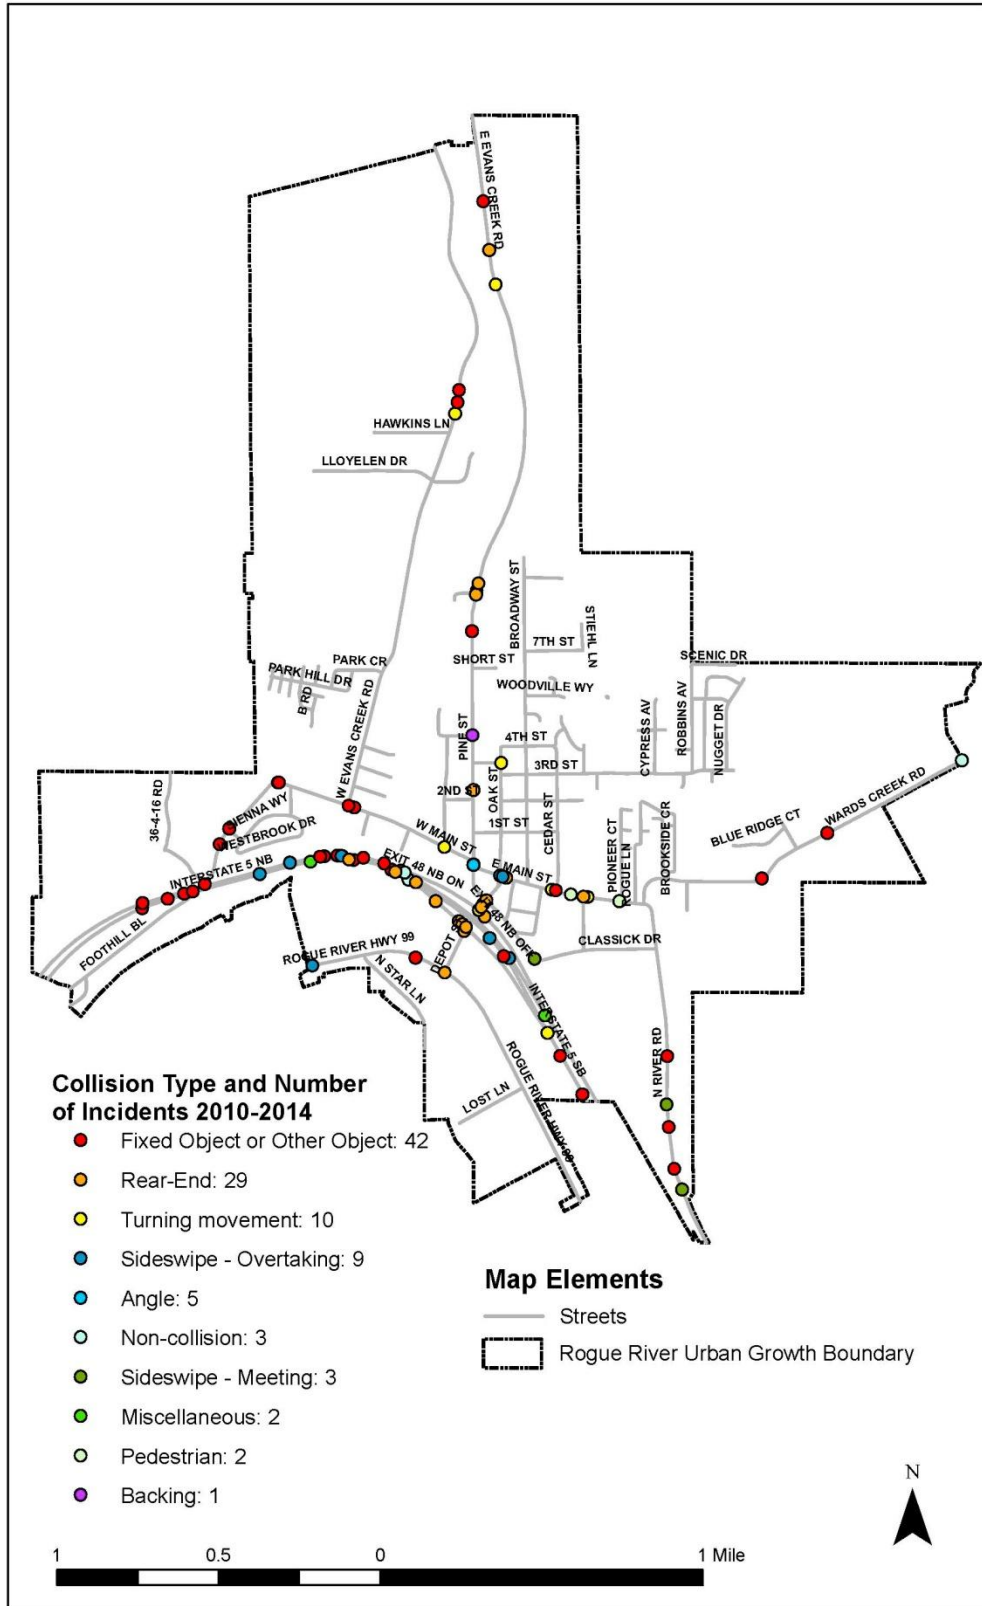 E EVANS CREEK RD
HAWKINS LN
LLOYELEN DR
BROADWAY ST
STIEHL LN
7TH ST
SHORT ST
SCENIC DR
PARK CR
PARK HILL DR
B RD
WOODVILLE WY
W EVANS CREEK RD
PINE ST
4TH ST
3RD ST
CYPRESS AV
ROBBINS AV
NUGGET DR
36-4-16 RD
2ND ST
OAK ST
CEDAR ST
1ST ST
WARDS CREEK RD
SIENNA WY
WESTBROOK DR
W MAIN ST
E MAIN ST
PIONEER CT
ROGUE LN
BROOKSIDE CR
BLUE RIDGE CT
INTERSTATE 5 NB
EXIT 48 NB ON
EXIT 48 NB OFF
FOOTHILL BL
ROGUE RIVER HWY 99
DEPOT ST
CLASSICK DR
N STAR LN
INTERSTATE 5 SB
N RIVER RD
LOST LN
ROGUE RIVER HWY 99
Collision Type and Number
of Incidents 2010-2014
Fixed Object or Other Object: 42
Rear-End: 29
Turning movement: 10
Sideswipe - Overtaking: 9
Angle: 5
Non-collision: 3
Sideswipe - Meeting: 3
Miscellaneous: 2
Pedestrian: 2
Backing: 1
Map Elements
Streets
Rogue River Urban Growth Boundary
N
1 0.5 0 1 Mile